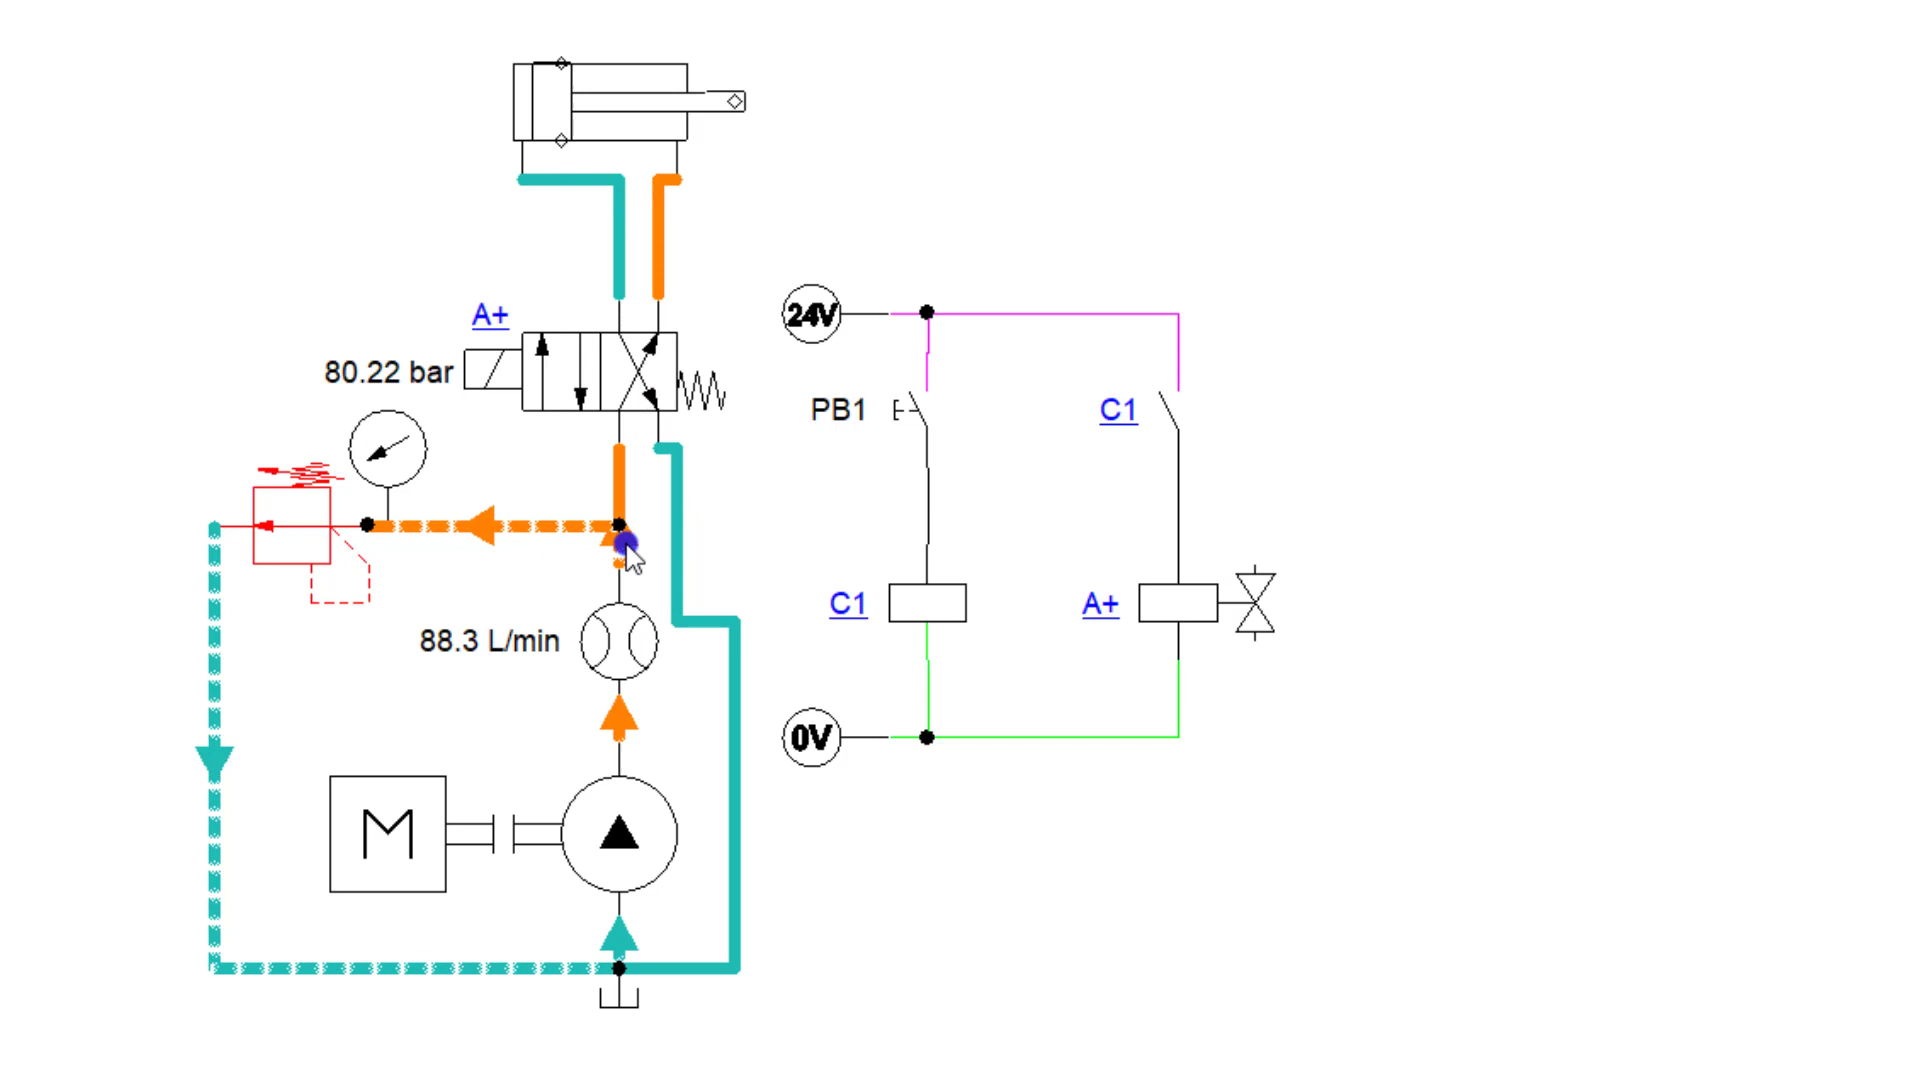 A+
24V
80.22 bar
PB1
C1
C1
A+
88.3 L/min
0V
M